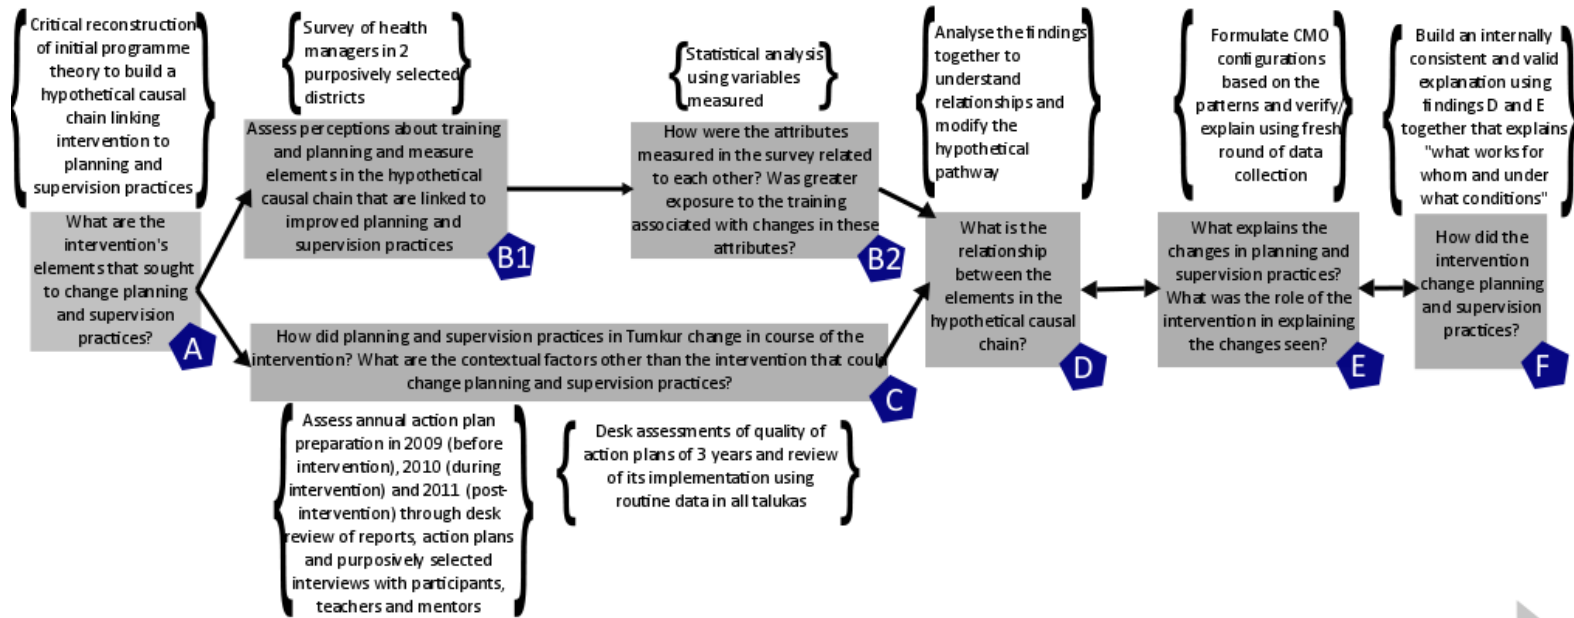 Critical reconstruction
of initial programme
theory to build a
hypothetical causal
chain linking
intervention to
planning and
supervision practices
What are the
intervention's
elements that sought
to change planning
and supervision
practices?
A
Survey of health
managers in 2
purposively selected
districts
Assess perceptions about training
and planning and measure
elements in the hypothetical
causal chain that are linked to
improved planning and
supervision practices
B1
Statistical analysis
using variables
measured
How were the attributes
measured in the survey related
to each other? Was greater
exposure to the training
associated with changes in these
attributes?
B2
How did planning and supervision practices in Tumkur change in course of the
intervention? What are the contextual factors other than the intervention that could
change planning and supervision practices?
C
Assess annual action plan
preparation in 2009 (before
intervention), 2010 (during
intervention) and 2011 (post-
intervention) through desk
review of reports, action plans
and purposively selected
interviews with participants,
teachers and mentors
Desk assessments of quality of
action plans of 3 years and review
of its implementation using
routine data in all talukas
Analyse the findings
together to
understand
relationships and
modify the
hypothetical
pathway
What is the
relationship
between the
elements in the
hypothetical causal
chain?
D
Formulate CMO
configurations
based on the
patterns and verify/
explain using fresh
round of data
collection
What explains the
changes in planning and
supervision practices?
What was the role of the
intervention in explaining
the changes seen?
E
Build an internally
consistent and valid
explanation using
findings D and E
together that explains
"what works for
whom and under
what conditions"
How did the
intervention
change planning
and supervision
practices?
F